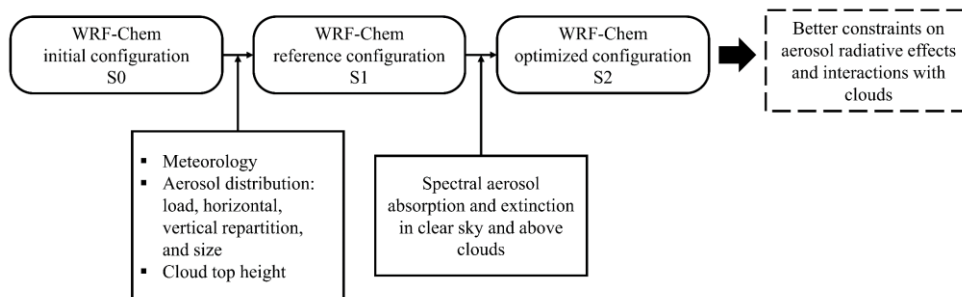 WRF-Chem
initial configuration
S0
WRF-Chem
reference configuration
S1
WRF-Chem
optimized configuration
S2
Better constraints on
aerosol radiative effects
and interactions with
clouds
▪ Meteorology
▪ Aerosol distribution:
load, horizontal,
vertical repartition,
and size
▪ Cloud top height
Spectral aerosol
absorption and extinction
in clear sky and above
clouds